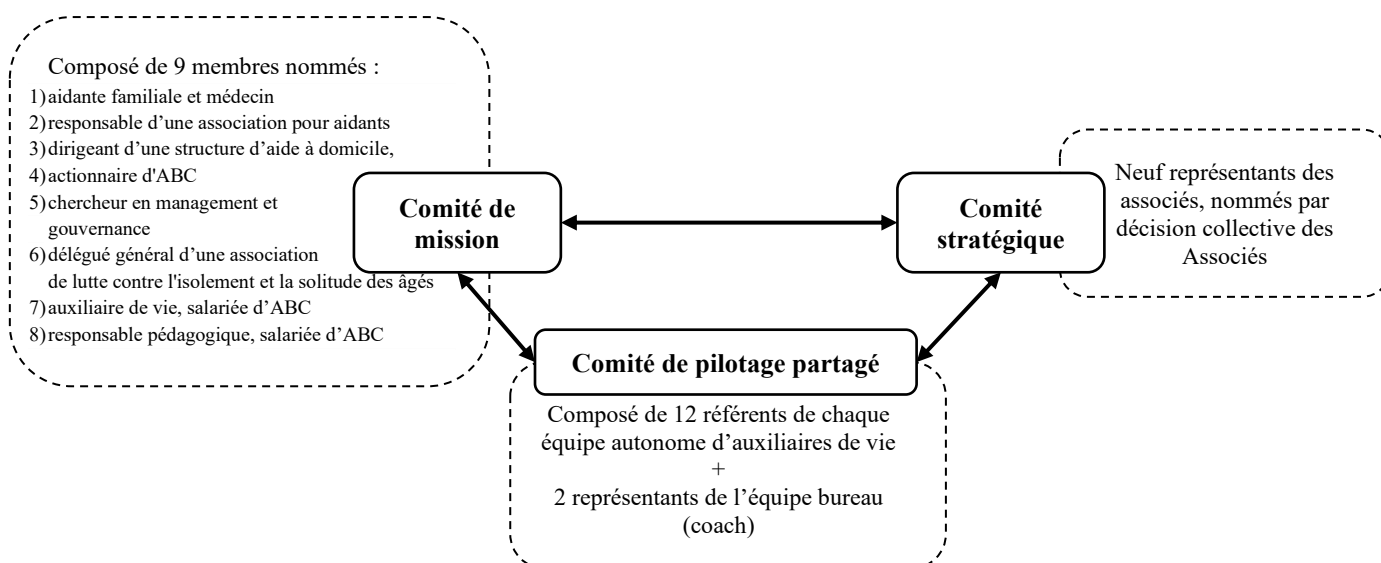 Composé de 9 membres nommés :
1) aidante familiale et médecin
2) responsable d’une association pour aidants
3) dirigeant d’une structure d’aide à domicile,
4) actionnaire d'ABC
5) chercheur en management et
gouvernance
6) délégué général d’une association
de lutte contre l'isolement et la solitude des âgés
7) auxiliaire de vie, salariée d’ABC
8) responsable pédagogique, salariée d’ABC
Comité de
mission
Comité
stratégique
Neuf représentants des
associés, nommés par
décision collective des
Associés
Comité de pilotage partagé
Composé de 12 référents de chaque
équipe autonome d’auxiliaires de vie
+
2 représentants de l’équipe bureau
(coach)